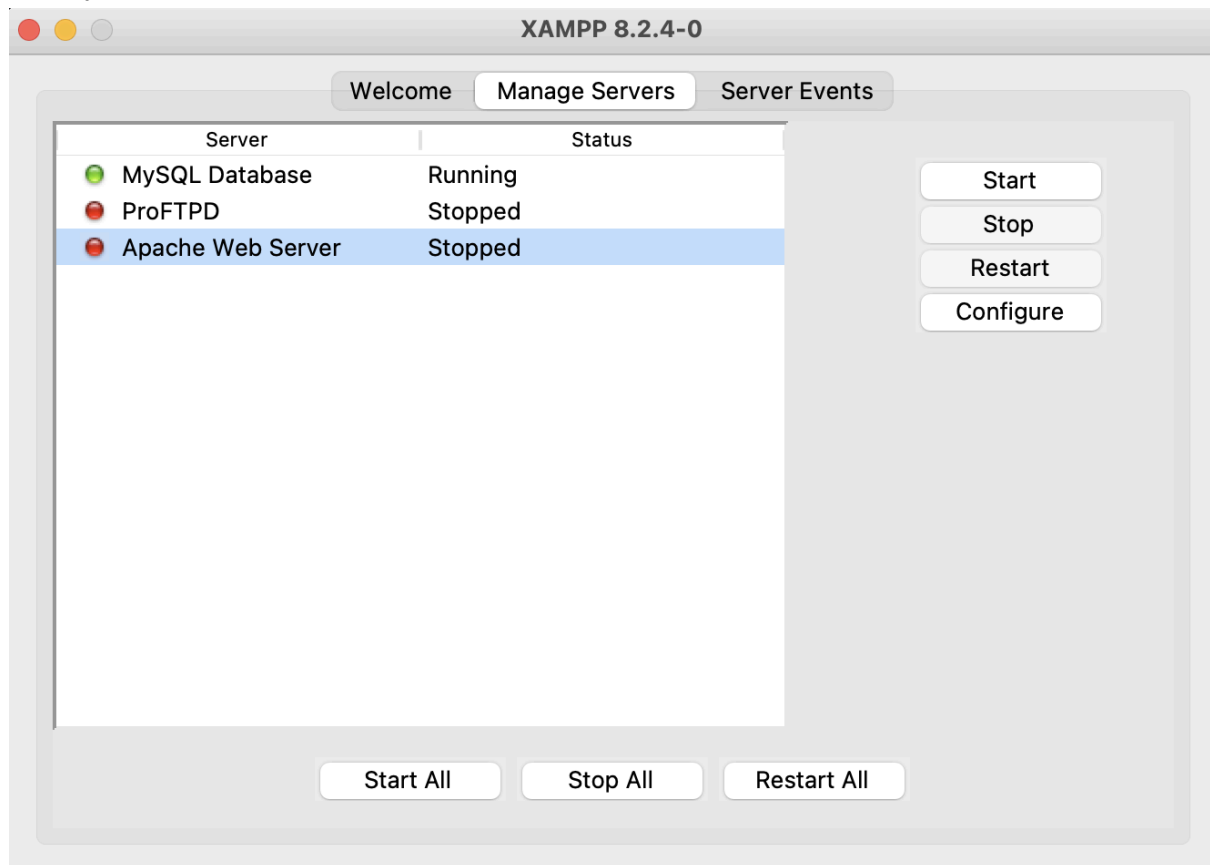 XAMPP 8.2.4-0
Welcome Manage Servers Server Events
Server Status
MySQL Database Running
ProFTPD Stopped
Apache Web Server Stopped
Start
Stop
Restart
Configure
Start All Stop All Restart All